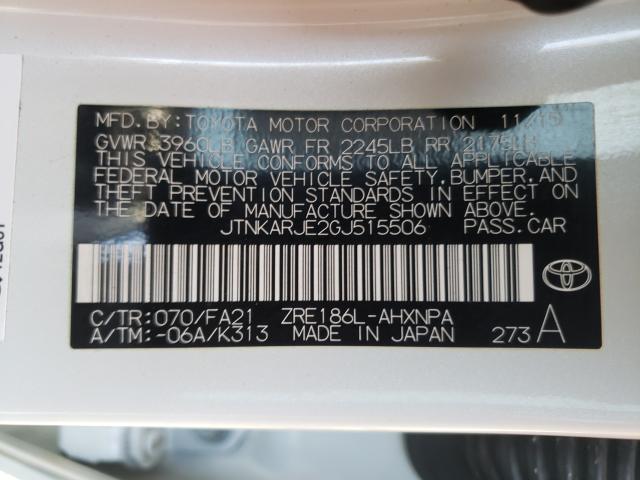 MFD. BY: TOYOTA MOTOR CORPORATION 11/15
GVWR 3960LB GAWR FR 2245LB RR 2175LB
THIS VEHICLE CONFORMS TO ALL APPLICABLE
FEDERAL MOTOR VEHICLE SAFETY, BUMPER, AND
THEFT PREVENTION STANDARDS IN EFFECT ON
THE DATE OF MANUFACTURE SHOWN ABOVE.
JTNKARJE2GJ515506 PASS. CAR
C/TR: 070/FA21 ZRE186L-AHXNPA
A/TM: -06A/K313 MADE IN JAPAN 273 A